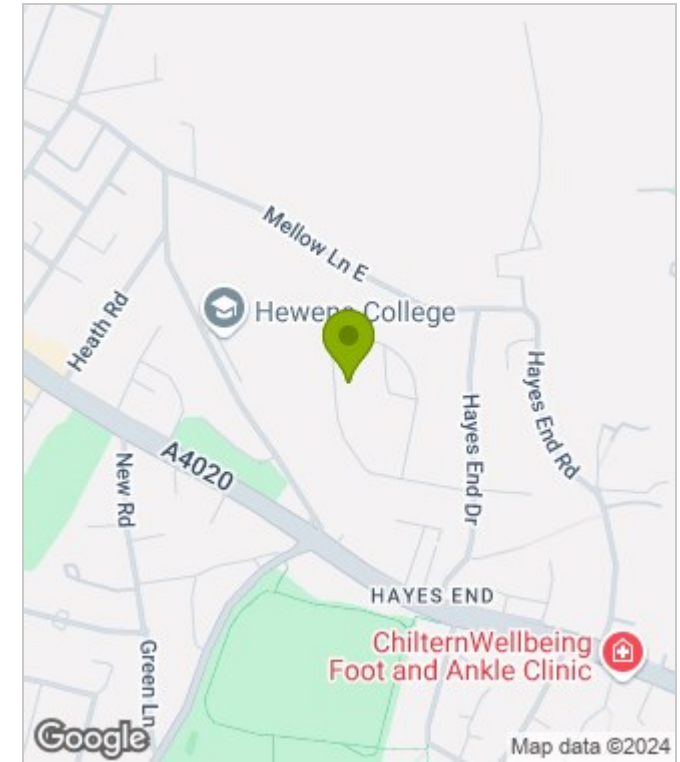 Mellow Ln E
Hewens College
Heath Rd
Hayes End Rd
Hayes End Dr
A4020
New Rd
HAYES END
ChilternWellbeing
Foot and Ankle Clinic
Green Ln
Google
Map data ©2024